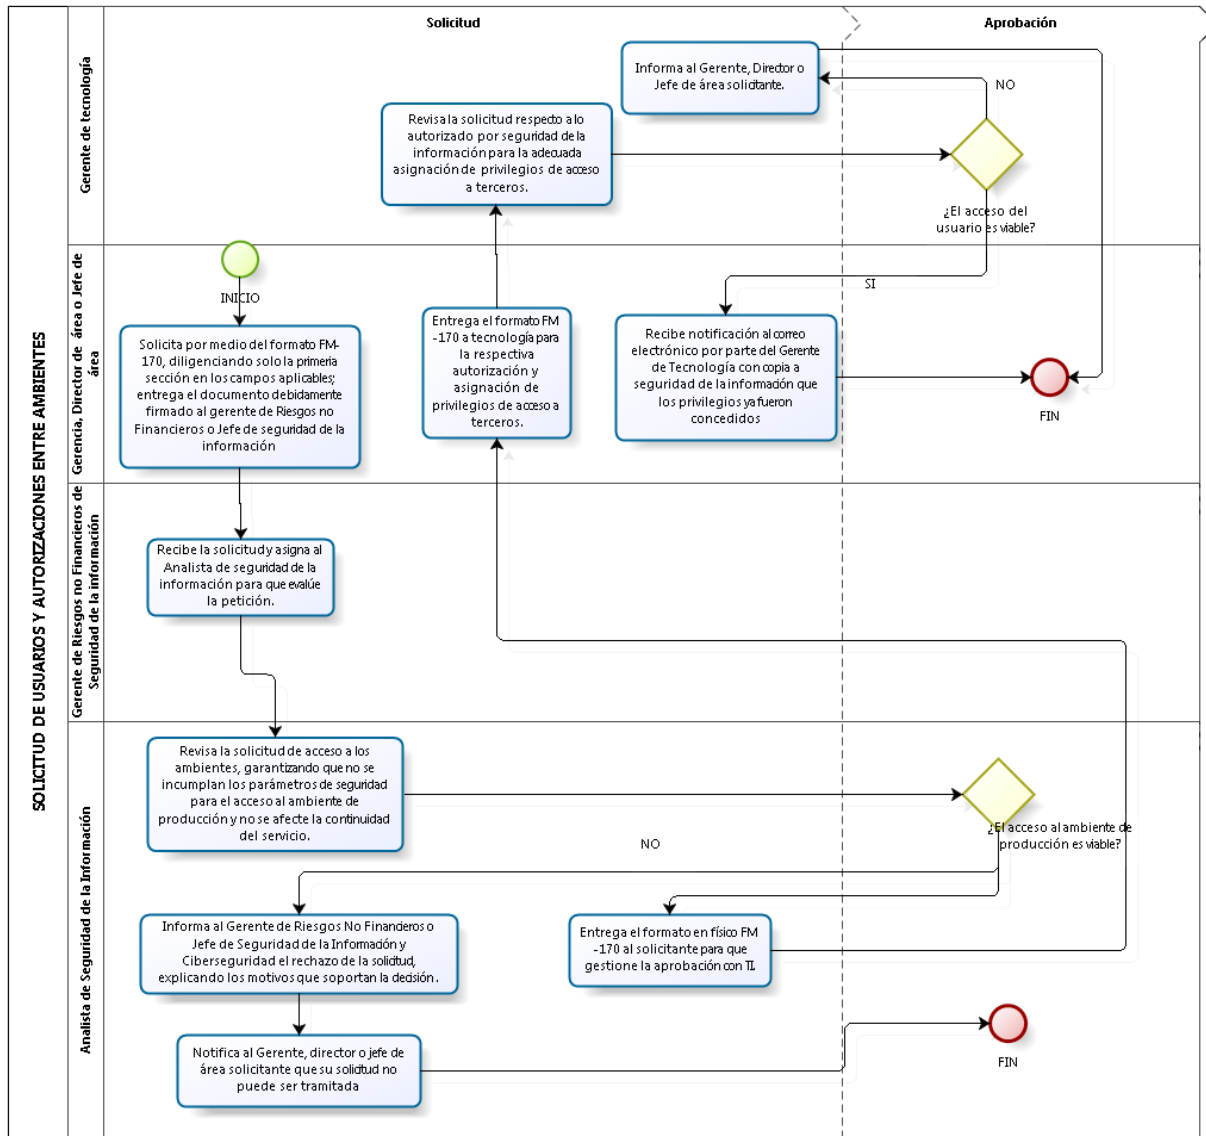 SOLICITUD DE USUARIOS Y AUTORIZACIONES ENTRE AMBIENTES
Solicitud
Aprobación
Gerente de tecnología
Informa al Gerente, Director o
Jefe de área solicitante.
NO
Revisa la solicitud respecto a lo
autorizado por seguridad de la
información para la adecuada
asignación de privilegios de acceso
a terceros.
¿El acceso del
usuario es viable?
Gerencia, Director de área o Jefe de
área
INICIO
SI
Solicita por medio del formato FM-
170, diligenciando solo la primeria
sección en los campos aplicables;
entrega el documento debidamente
firmado al gerente de Riesgos no
Financieros o Jefe de seguridad de la
información
Entrega el formato FM
-170 a tecnología para
la respectiva
autorización y
asignación de
privilegios de acceso a
terceros.
Recibe notificación al correo
electrónico por parte del Gerente
de Tecnología con copia a
seguridad de la información que
los privilegios ya fueron
concedidos
FIN
Gerente de Riesgos no Financieros de
Seguridad de la información
Recibe la solicitud y asigna al
Analista de seguridad de la
información para que evalúe
la petición.
Analista de Seguridad de la Información
Revisa la solicitud de acceso a los
ambientes, garantizando que no se
incumplan los parámetros de seguridad
para el acceso al ambiente de
producción y no se afecte la continuidad
del servicio.
¿El acceso al ambiente de
producción es viable?
NO
Informa al Gerente de Riesgos No Financieros o
Jefe de Seguridad de la Información y
Ciberseguridad el rechazo de la solicitud,
explicando los motivos que soportan la decisión.
Entrega el formato en físico FM
-170 al solicitante para que
gestione la aprobación con TI.
Notifica al Gerente, director o jefe de
área solicitante que su solicitud no
puede ser tramitada
FIN